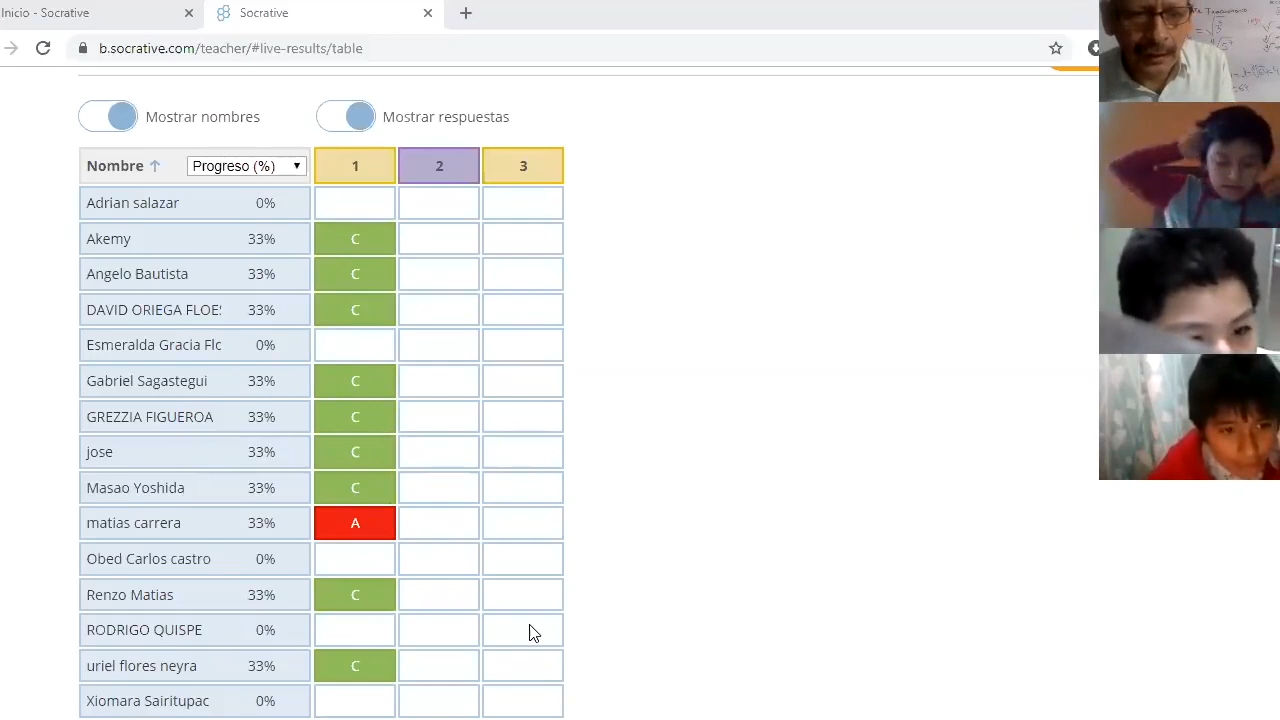 Inicio - Socrative
Socrative
b.socrative.com/teacher/#live-results/table
Mostrar nombres
Mostrar respuestas
Nombre ↑ Progreso (%) 1 2 3
Adrian salazar 0%
Akemy 33% C
Angelo Bautista 33% C
DAVID ORIEGA FLOE 33% C
Esmeralda Gracia Flc 0%
Gabriel Sagastegui 33% C
GREZZIA FIGUEROA 33% C
jose 33% C
Masao Yoshida 33% C
matias carrera 33% A
Obed Carlos castro 0%
Renzo Matias 33% C
RODRIGO QUISPE 0%
uriel flores neyra 33% C
Xiomara Sairitupac 0%